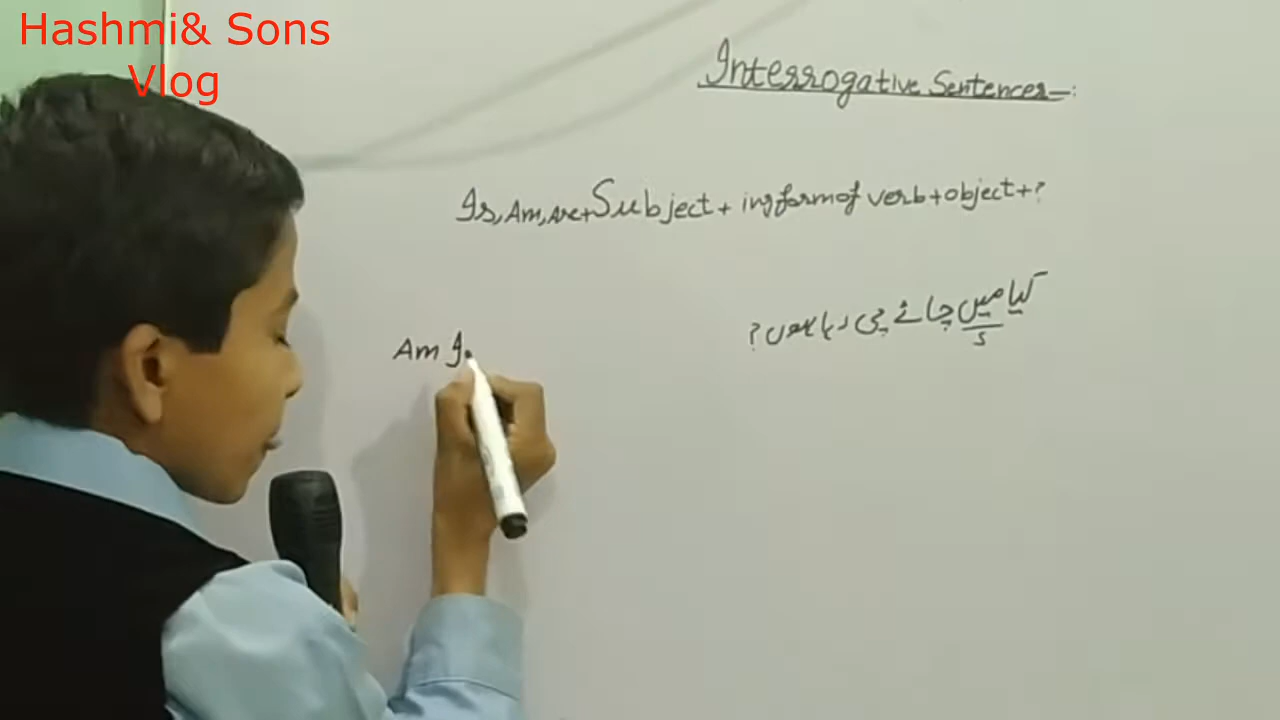 Hashmi& Sons
Vlog
Interrogative Sentences:
Is, Am, Are+Subject + ing form of verb+object+?
کیا میں چائے پی رہا ہوں?
s
Am I